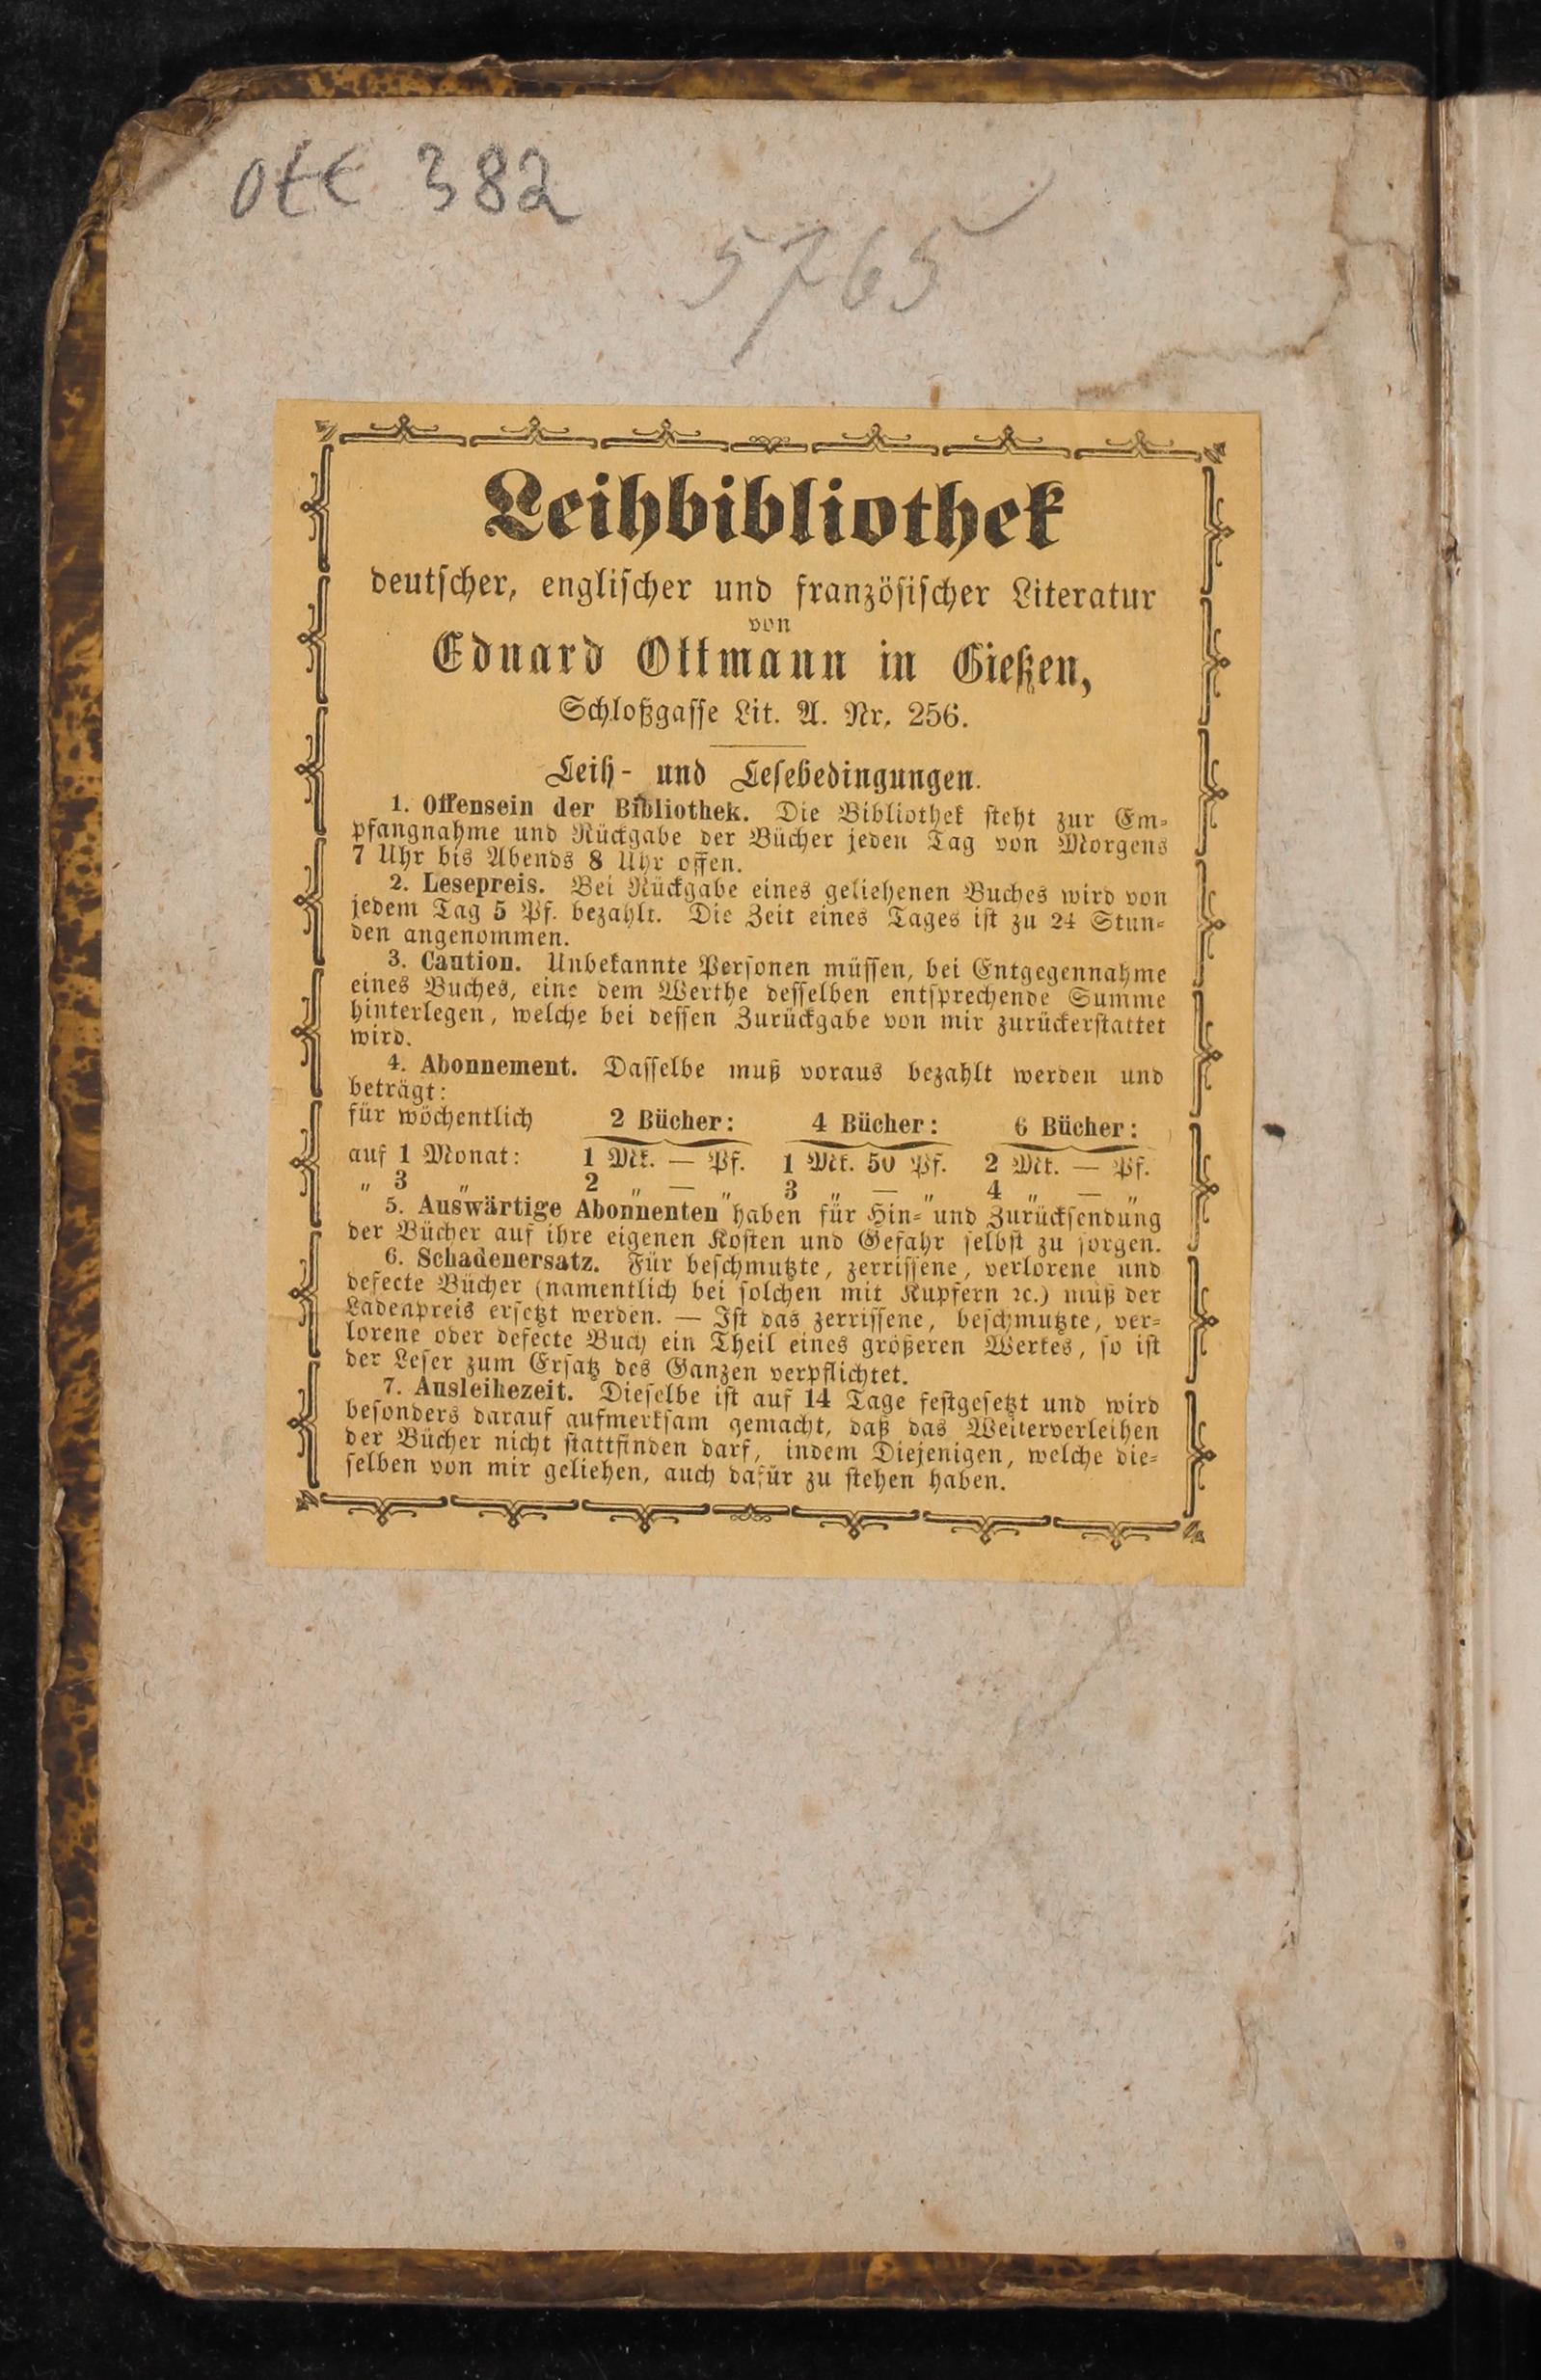 Ott 382
5765
Leihbibliothek
deutscher, englischer und französischer Literatur
von
Eduard Ottmann in Gießen,
Schloßgasse Lit. A. Nr. 256.
Leih- und Lesebedingungen.
1. Offensein der Bibliothek. Die Bibliothek steht zur Em-
pfangnahme und Rückgabe der Bücher jeden Tag von Morgens
7 Uhr bis Abends 8 Uhr offen.
2. Lesepreis. Bei Rückgabe eines geliehenen Buches wird von
jedem Tag 5 Pf. bezahlt. Die Zeit eines Tages ist zu 24 Stun-
den angenommen.
3. Caution. Unbekannte Personen müssen, bei Entgegennahme
eines Buches, eine dem Werthe desselben entsprechende Summe
hinterlegen, welche bei dessen Zurückgabe von mir zurückerstattet
wird.
4. Abonnement. Dasselbe muß voraus bezahlt werden und
beträgt:
für wöchentlich 2 Bücher: 4 Bücher: 6 Bücher:
auf 1 Monat: 1 Mk. — Pf. 1 Mk. 50 Pf. 2 Mk. — Pf.
„ 3 „ 2 „ — „ 3 „ — „ 4 „ — „
5. Auswärtige Abonnenten haben für Hin- und Zurücksendung
der Bücher auf ihre eigenen Kosten und Gefahr selbst zu sorgen.
6. Schadenersatz. Für beschmutzte, zerrissene, verlorene und
defecte Bücher (namentlich bei solchen mit Kupfern ꝛc.) muß der
Ladenpreis ersetzt werden. — Ist das zerrissene, beschmutzte, ver-
lorene oder defecte Buch ein Theil eines größeren Werkes, so ist
der Leser zum Ersatz des Ganzen verpflichtet.
7. Ausleihezeit. Dieselbe ist auf 14 Tage festgesetzt und wird
besonders darauf aufmerksam gemacht, daß das Weiterverleihen
der Bücher nicht stattfinden darf, indem Diejenigen, welche die-
selben von mir geliehen, auch dafür zu stehen haben.